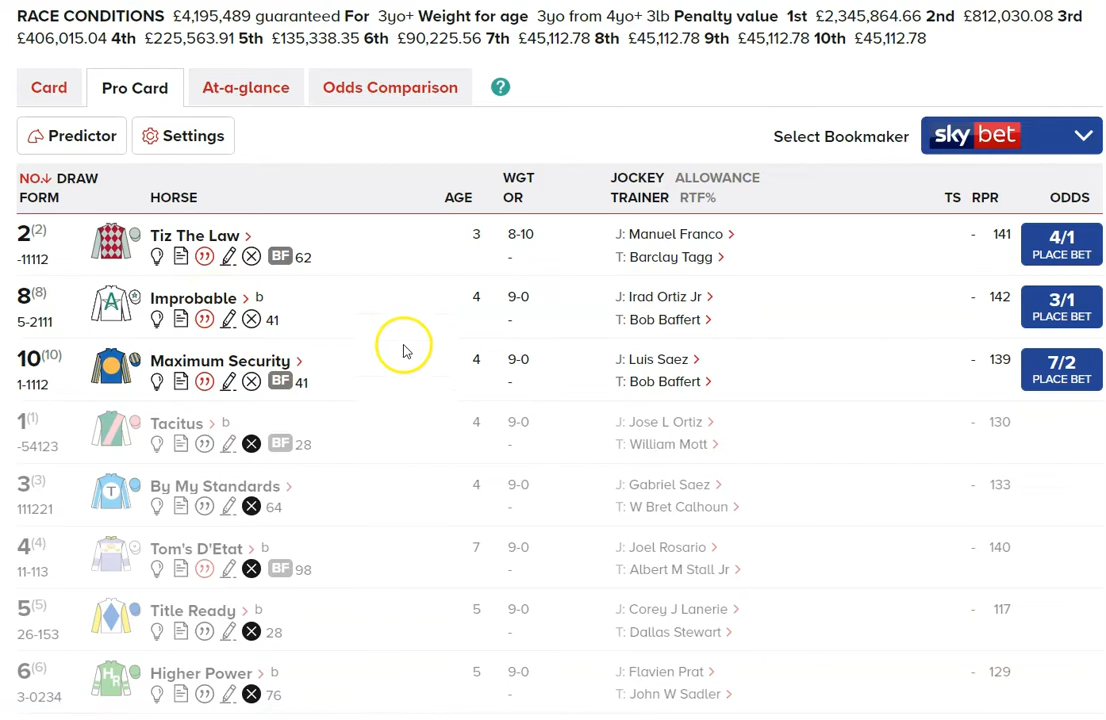 RACE CONDITIONS £4,195,489 guaranteed For 3yo+ Weight for age 3yo from 4yo+ 3lb Penalty value 1st £2,345,864.66 2nd £812,030.08 3rd
£406,015.04 4th £225,563.91 5th £135,338.35 6th £90,225.56 7th £45,112.78 8th £45,112.78 9th £45,112.78 10th £45,112.78
Card Pro Card At-a-glance Odds Comparison ?
Predictor Settings Select Bookmaker sky bet
NO. DRAW WGT JOCKEY ALLOWANCE
FORM HORSE AGE OR TRAINER RTF% TS RPR ODDS
2(2) Tiz The Law 3 8-10 J: Manuel Franco - 141 4/1
-11112 BF 62 - T: Barclay Tagg PLACE BET
8(8) Improbable b 4 9-0 J: Irad Ortiz Jr - 142 3/1
5-2111 41 - T: Bob Baffert PLACE BET
10(10) Maximum Security 4 9-0 J: Luis Saez - 139 7/2
1-1112 BF 41 - T: Bob Baffert PLACE BET
1(1) Tacitus b 4 9-0 J: Jose L Ortiz - 130
-54123 BF 28 - T: William Mott
3(3) By My Standards 4 9-0 J: Gabriel Saez - 133
111221 T 64 - T: W Bret Calhoun
4(4) Tom's D'Etat b 7 9-0 J: Joel Rosario - 140
11-113 BF 98 - T: Albert M Stall Jr
5(5) Title Ready b 5 9-0 J: Corey J Lanerie - 117
26-153 28 - T: Dallas Stewart
6(6) Higher Power b 5 9-0 J: Flavien Prat - 129
3-0234 HR 76 - T: John W Sadler